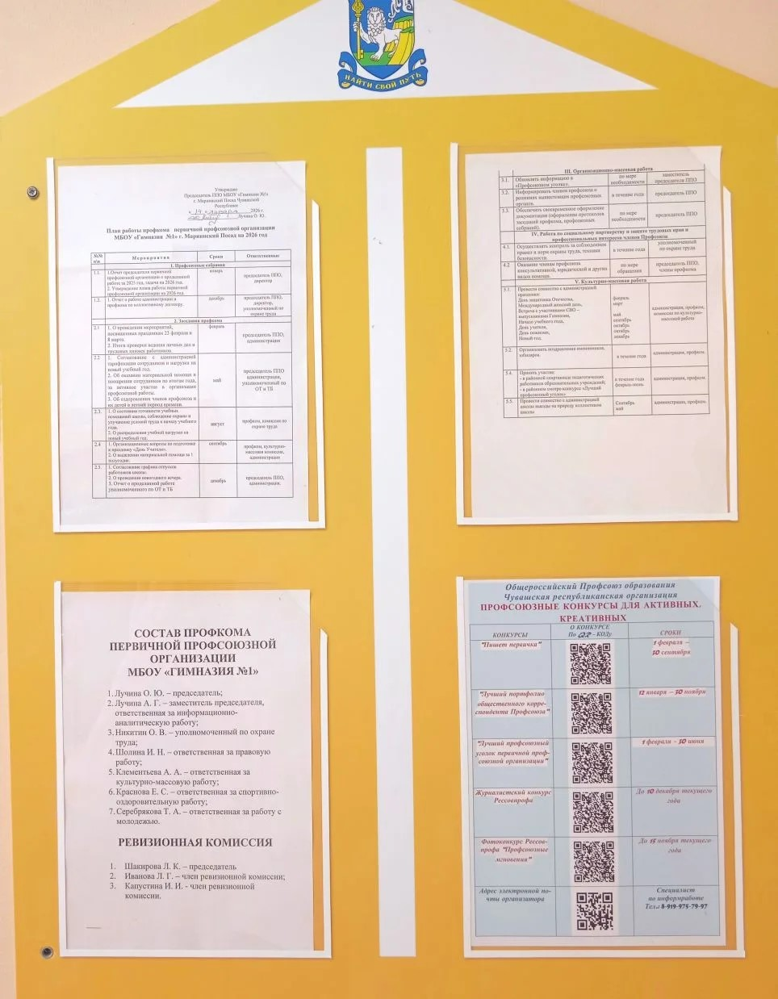 НАЙТИ СВОЙ ПУТЬ
Утверждаю
Председатель ППО МБОУ «Гимназия №1»
г. Мариинский Посад Чувашской
Республики
«14» января 2026 г.
Лучина О. Ю.
План работы профкома первичной профсоюзной организации
МБОУ «Гимназия №1» г. Мариинский Посад на 2026 год
№№ п/п Мероприятия Сроки Ответственные
1. Профсоюзные собрания
1.1. 1.Отчет председателя первичной январь
профсоюзной организации о проделанной председатель ППО,
работе за 2025 год, задачи на 2026 год. директор
2. Утверждение плана работы первичной
профсоюзной организации на 2026 год.
1.2. 1. Отчет о работе администрации и декабрь председатель ППО,
профкома по коллективному договору. директор,
уполномоченный по
охране труда
2. Заседания профкома
2.1 1. О проведении мероприятий, февраль
посвященных праздникам 23 февраля и председатель ППО,
8 марта. администрация
2. Итоги проверки ведения личных дел и
трудовых книжек работников.
2.2 1. Согласование с администрацией
тарификации сотрудников и нагрузки на
новый учебный год. председатель ППО
2. Об оказании материальной помощи и май администрация,
поощрении сотрудников по итогам года, уполномоченный по
за активное участие в организации ОТ и ТБ
профсоюзной работы.
3. Об оздоровлении членов профкома и
их детей в летний период времени.
2.3. 1. О состоянии готовности учебных
помещений школы, соблюдение охраны и
улучшение условий труда к началу учебного август профком, комиссия по
года. охране труда
2. О распределении учебной нагрузки на
новый учебный год.
2.4 1. Организационные вопросы по подготовке сентябрь профком, культурно-
к празднику «День Учителя». массовая комиссия,
2. О выделении материальной помощи за 1 администрация
полугодие.
2.5. 1. Согласование графика отпусков
работников школы.
2. О проведении новогоднего вечера. декабрь председатель ППО,
3. Отчет о проделанной работе администрация.
уполномоченного по ОТ и ТБ
III. Организационно-массовая работа
3.1. Обновлять информацию в по мере заместитель
«Профсоюзном уголке». необходимости председателя ППО
3.2. Информировать членов профсоюза о
решениях вышестоящих профсоюзных в течение года председатель ППО
органов.
3.3. Обеспечить своевременное оформление
документации (оформление протоколов по мере председатель ППО
заседаний профкома, профсоюзных необходимости
собраний).
IV. Работа по социальному партнерству и защите трудовых прав и
профессиональных интересов членов Профсоюза
4.1. Осуществлять контроль за соблюдением уполномоченный
правил и норм охраны труда, техники в течение года по охране труда
безопасности.
4.2 Оказание членам профсоюза по мере председатель ППО,
консультативной, юридической и других обращения члены профкома
видов помощи.
V. Культурно-массовая работа
5.1. Провести совместно с администрацией
праздники:
День защитника Отечества, февраль
Международный женский день, март
Встреча с участниками СВО – администрация, профком,
выпускниками Гимназии, май комиссия по культурно-
Начало учебного года, сентябрь массовой работе
День учителя, октябрь
День пожилых, октябрь
Новый год. декабрь
5.2. Организовать поздравления именинников,
юбиляров. в течение года администрация, профком.
5.4. Принять участие:
- в районной спартакиаде педагогических в течение года администрация, профком
работников образовательных учреждений; февраль-июнь
- в районном смотре-конкурсе «Лучший
профсоюзный уголок»
5.5. Провести совместно с администрацией Сентябрь администрация, профком
школы выезды на природу коллективом май
школы
СОСТАВ ПРОФКОМА
ПЕРВИЧНОЙ ПРОФСОЮЗНОЙ
ОРГАНИЗАЦИИ
МБОУ «ГИМНАЗИЯ №1»
1. Лучина О. Ю. – председатель;
2. Лучина А. Г. – заместитель председателя,
ответственная за информационно-
аналитическую работу;
3. Никитин О. В. – уполномоченный по охране
труда;
4. Шолина И. Н. – ответственная за правовую
работу;
5. Клементьева А. А. – ответственная за
культурно-массовую работу;
6. Краснова Е. С. – ответственная за спортивно-
оздоровительную работу;
7. Серебрякова Т. А. – ответственная за работу с
молодежью.
РЕВИЗИОННАЯ КОМИССИЯ
1. Шакирова Л. К. – председатель
2. Иванова Л. Г. – член ревизионной комиссии;
3. Капустина И. И. - член ревизионной
комиссии.
Общероссийский Профсоюз образования
Чувашская республиканская организация
ПРОФСОЮЗНЫЕ КОНКУРСЫ ДЛЯ АКТИВНЫХ.
КРЕАТИВНЫХ
КОНКУРСЫ О КОНКУРСЕ По QR – КОДу СРОКИ
"Пишет первичка" 1 февраля –
30 сентября
"Лучший портфолио 12 января – 30 ноября
общественного корре-
спондента Профсоюза"
"Лучший профсоюзный 1 февраля - 30 июня
уголок первичной проф-
союзной организации"
Журналистский конкурс До 10 декабря текущего
Рессовпрофа года
Фотоконкурс Рессов- До 15 ноября текущего
профа "Профсоюзные года
мгновения"
Адрес электронной по- Специалист
чты организатора по информработе
Тел.: 8-919-975-79-97